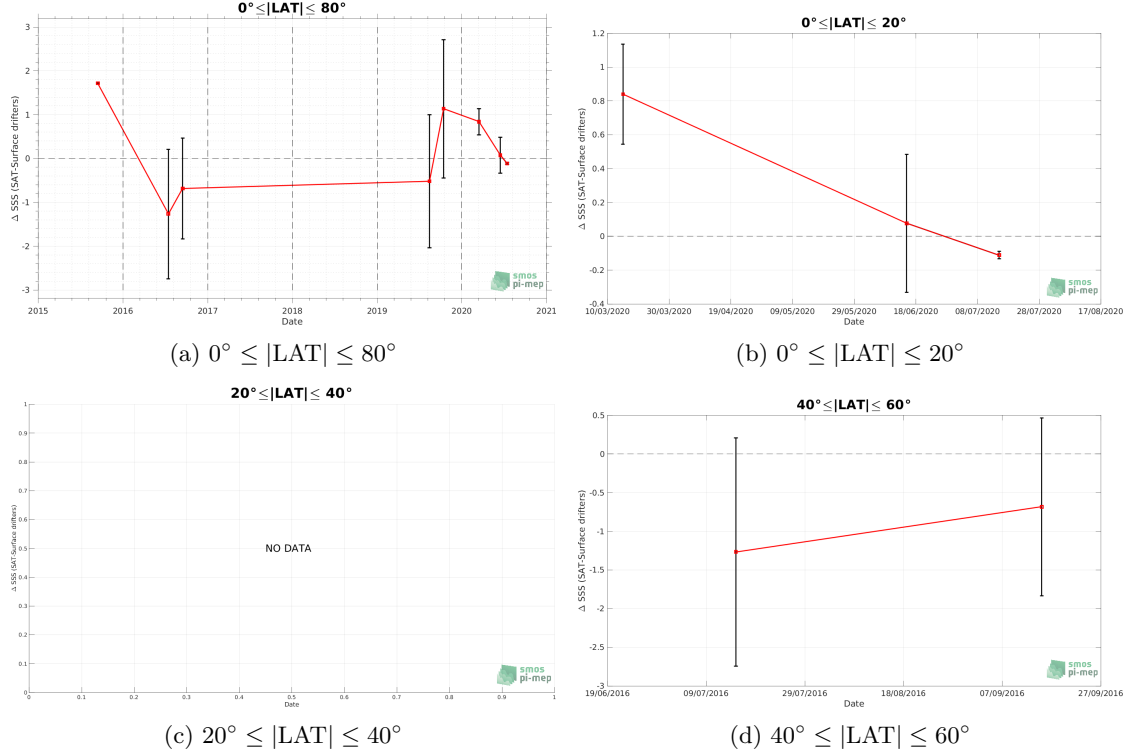 0°≤|LAT|≤ 80°
Δ SSS (SAT-Surface drifters)
3
2
1
0
-1
-2
-3
2015 2016 2017 2018 2019 2020 2021
Date
smos
pi-mep
(a) 0° ≤ |LAT| ≤ 80°
0°≤|LAT|≤ 20°
Δ SSS (SAT-Surface drifters)
1.2
1
0.8
0.6
0.4
0.2
0
-0.2
-0.4
10/03/2020 30/03/2020 19/04/2020 09/05/2020 29/05/2020 18/06/2020 08/07/2020 28/07/2020 17/08/2020
Date
smos
pi-mep
(b) 0° ≤ |LAT| ≤ 20°
20°≤|LAT|≤ 40°
Δ SSS (SAT-Surface drifters)
1
0.9
0.8
0.7
0.6
0.5
0.4
0.3
0.2
0.1
0
NO DATA
0 0.1 0.2 0.3 0.4 0.5 0.6 0.7 0.8 0.9 1
Date
smos
pi-mep
(c) 20° ≤ |LAT| ≤ 40°
40°≤|LAT|≤ 60°
Δ SSS (SAT-Surface drifters)
0.5
0
-0.5
-1
-1.5
-2
-2.5
-3
19/06/2016 09/07/2016 29/07/2016 18/08/2016 07/09/2016 27/09/2016
Date
smos
pi-mep
(d) 40° ≤ |LAT| ≤ 60°